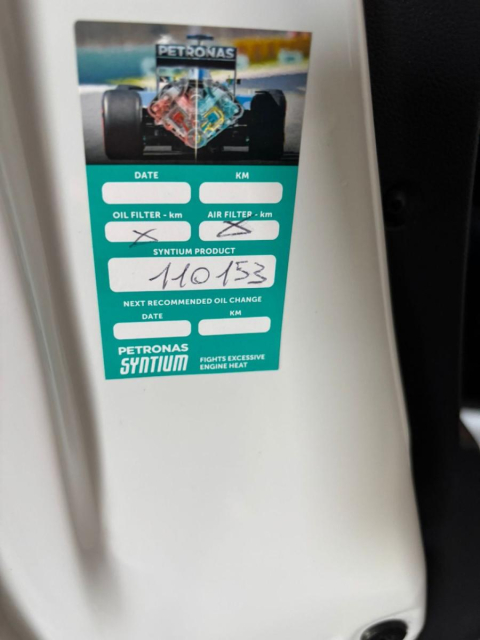 PETRONAS
DATE KM
OIL FILTER - km AIR FILTER - km
X X
SYNTIUM PRODUCT
110153
NEXT RECOMMENDED OIL CHANGE
DATE KM
PETRONAS
SYNTIUM
FIGHTS EXCESSIVE
ENGINE HEAT